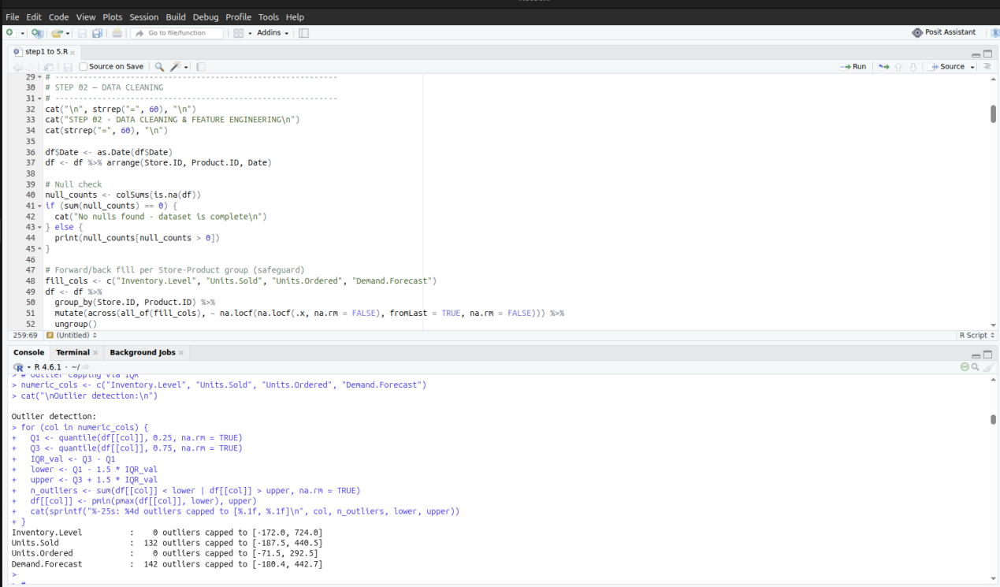 File Edit Code View Plots Session Build Debug Profile Tools Help
Go to file/function Addins Posit Assistant
step1 to 5.R
Source on Save Run Source
29 # ----------------------------------------------------------
30 # STEP 02 — DATA CLEANING
31 # ----------------------------------------------------------
32 cat("\n", strrep("=", 60), "\n")
33 cat("STEP 02 - DATA CLEANING & FEATURE ENGINEERING\n")
34 cat(strrep("=", 60), "\n")
35
36 df$Date <- as.Date(df$Date)
37 df <- df %>% arrange(Store.ID, Product.ID, Date)
38
39 # Null check
40 null_counts <- colSums(is.na(df))
41 if (sum(null_counts) == 0) {
42   cat("No nulls found - dataset is complete\n")
43 } else {
44   print(null_counts[null_counts > 0])
45 }
46
47 # Forward/back fill per Store-Product group (safeguard)
48 fill_cols <- c("Inventory.Level", "Units.Sold", "Units.Ordered", "Demand.Forecast")
49 df <- df %>%
50   group_by(Store.ID, Product.ID) %>%
51   mutate(across(all_of(fill_cols), ~ na.locf(na.locf(.x, na.rm = FALSE), fromLast = TRUE, na.rm = FALSE))) %>%
52   ungroup()
259:69 (Untitled) R Script
Console Terminal Background Jobs
R 4.6.1 · ~/
> # Outlier capping via IQR
> numeric_cols <- c("Inventory.Level", "Units.Sold", "Units.Ordered", "Demand.Forecast")
> cat("\nOutlier detection:\n")
Outlier detection:
> for (col in numeric_cols) {
+   Q1 <- quantile(df[[col]], 0.25, na.rm = TRUE)
+   Q3 <- quantile(df[[col]], 0.75, na.rm = TRUE)
+   IQR_val <- Q3 - Q1
+   lower <- Q1 - 1.5 * IQR_val
+   upper <- Q3 + 1.5 * IQR_val
+   n_outliers <- sum(df[[col]] < lower | df[[col]] > upper, na.rm = TRUE)
+   df[[col]] <- pmin(pmax(df[[col]], lower), upper)
+   cat(sprintf("%-25s: %4d outliers capped to [%.1f, %.1f]\n", col, n_outliers, lower, upper))
+ }
Inventory.Level          :    0 outliers capped to [-172.0, 724.0]
Units.Sold               :  132 outliers capped to [-187.5, 440.5]
Units.Ordered            :    0 outliers capped to [-71.5, 292.5]
Demand.Forecast          :  142 outliers capped to [-180.4, 442.7]
>
> #